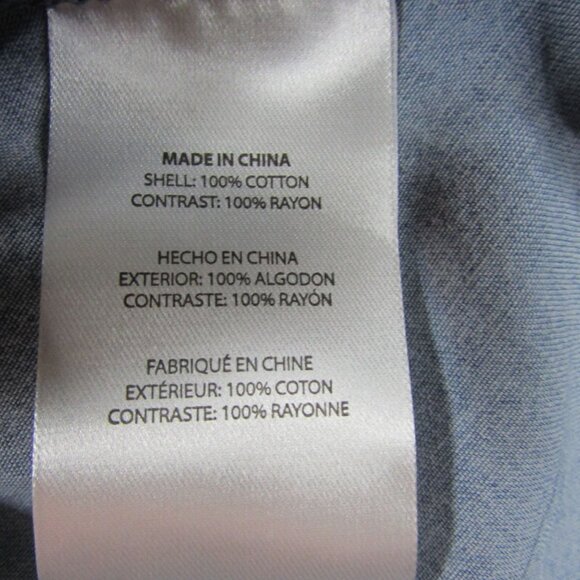 MADE IN CHINA
SHELL: 100% COTTON
CONTRAST: 100% RAYON
HECHO EN CHINA
EXTERIOR: 100% ALGODON
CONTRASTE: 100% RAYÓN
FABRIQUÉ EN CHINE
EXTÉRIEUR: 100% COTON
CONTRASTE: 100% RAYONNE